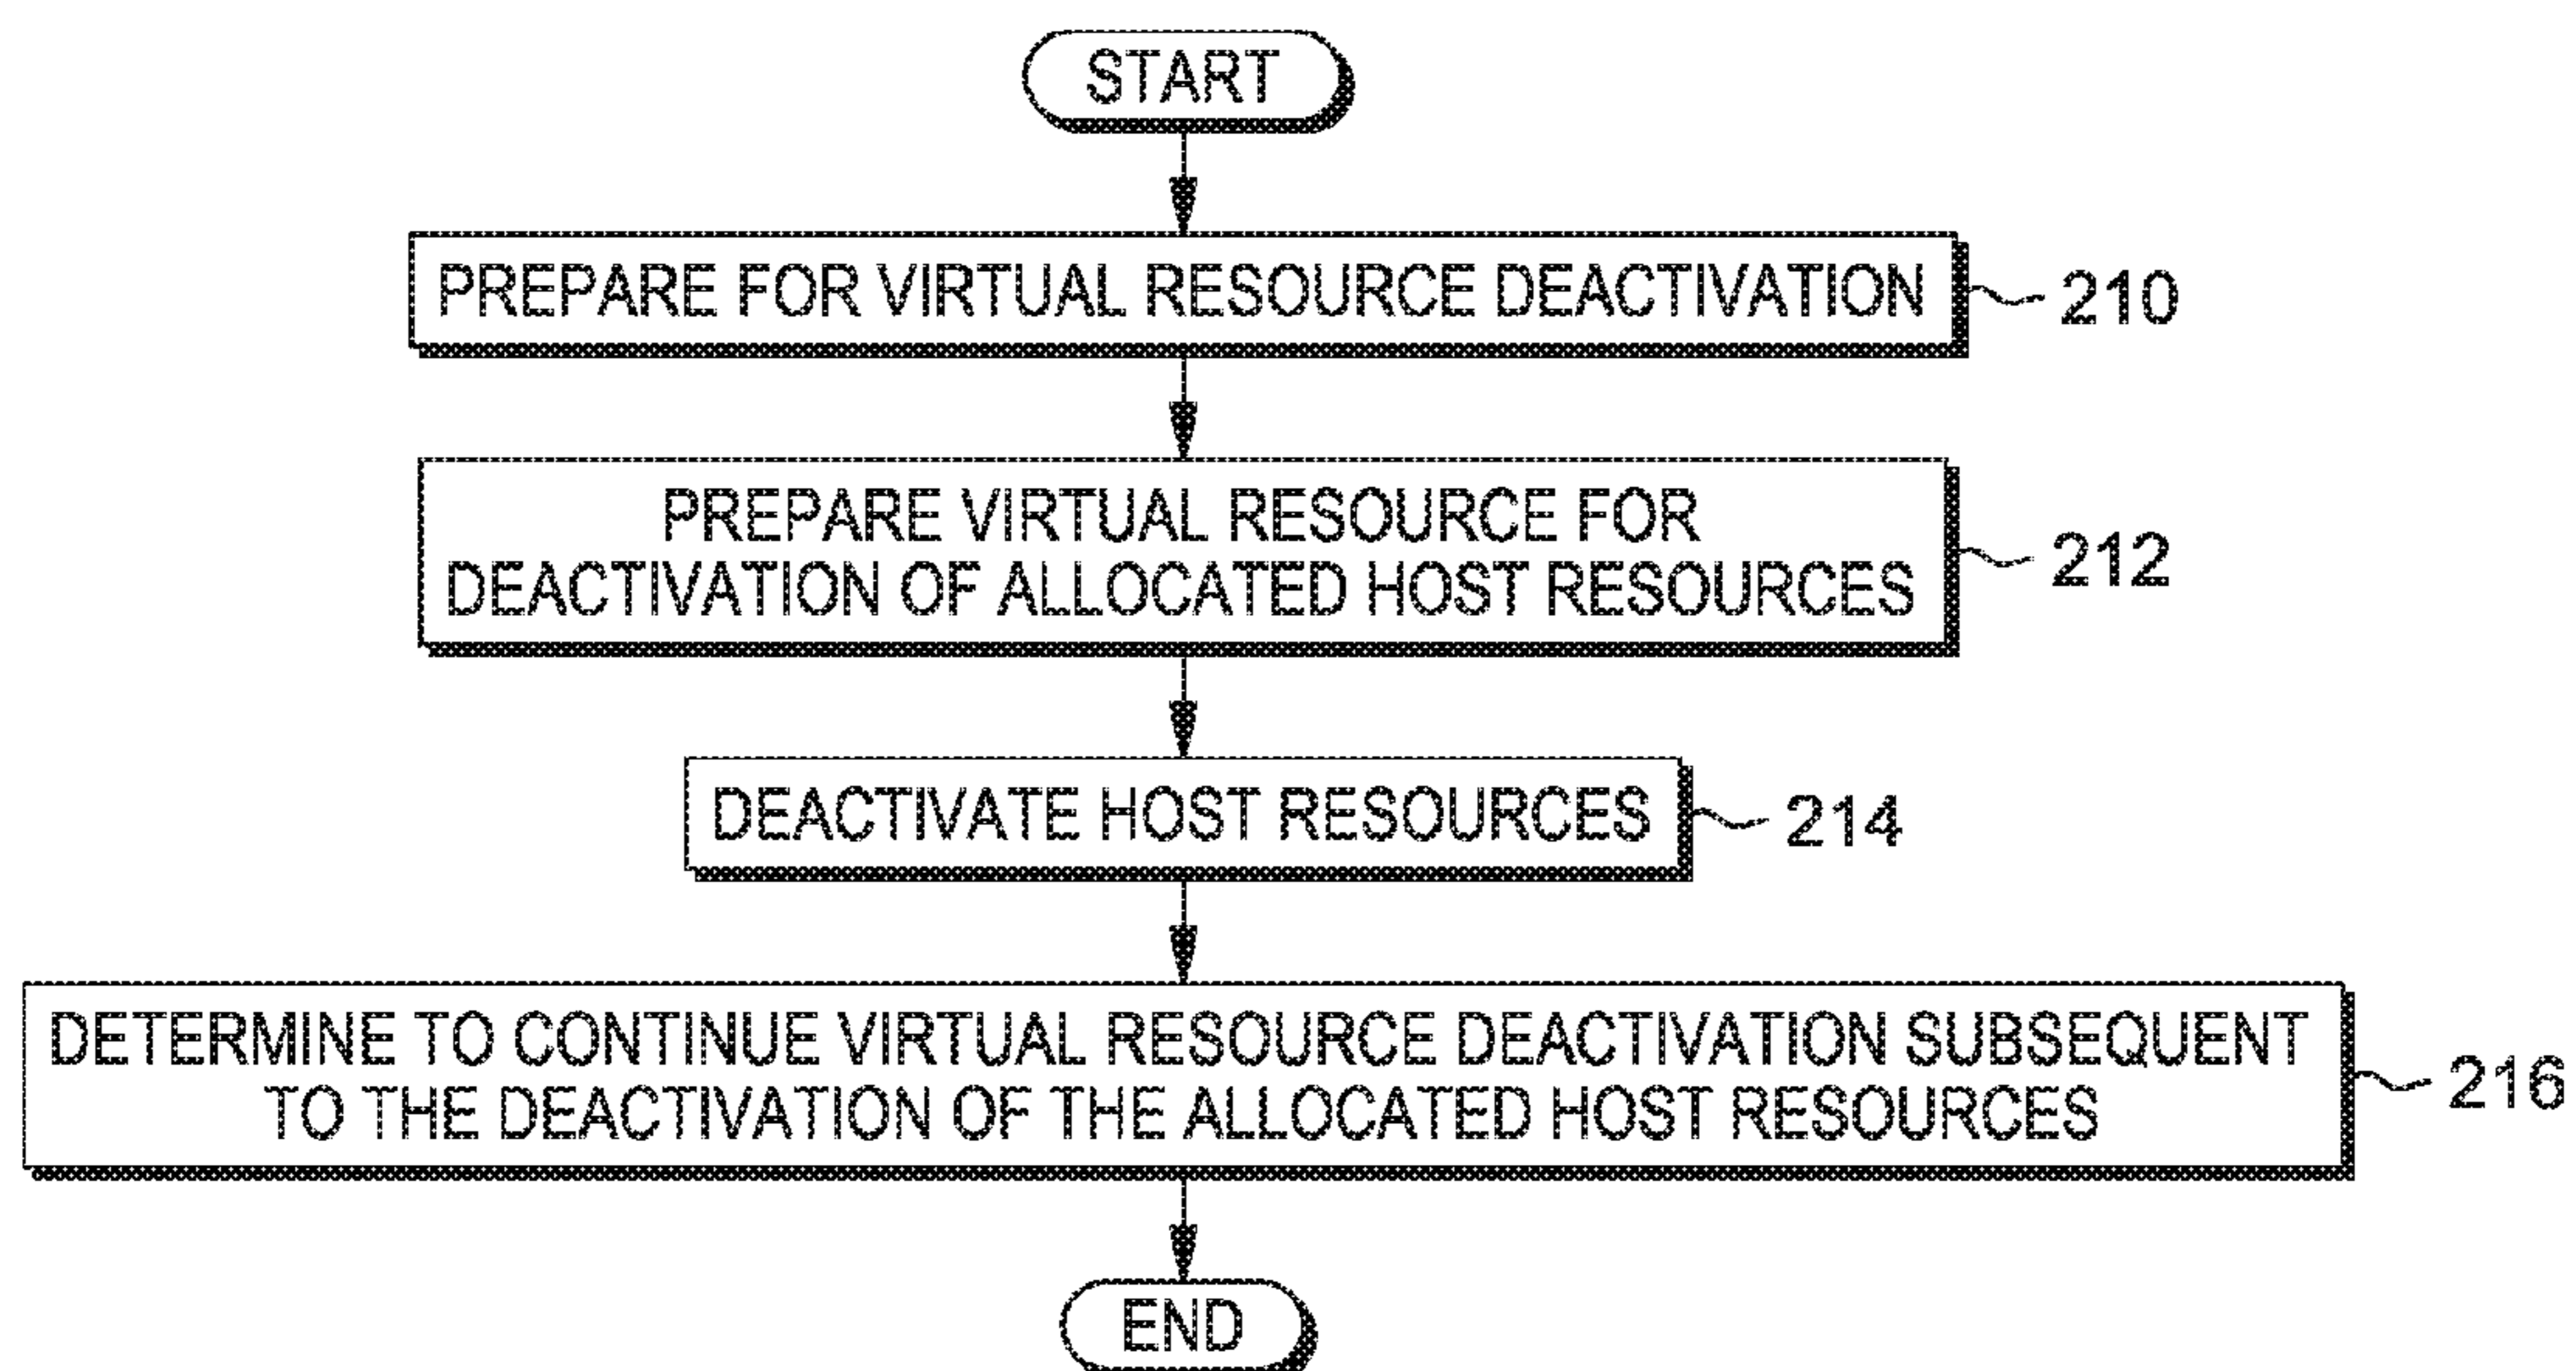 START
PREPARE FOR VIRTUAL RESOURCE DEACTIVATION
210
PREPARE VIRTUAL RESOURCE FOR
DEACTIVATION OF ALLOCATED HOST RESOURCES
212
DEACTIVATE HOST RESOURCES
214
DETERMINE TO CONTINUE VIRTUAL RESOURCE DEACTIVATION SUBSEQUENT
TO THE DEACTIVATION OF THE ALLOCATED HOST RESOURCES
216
END